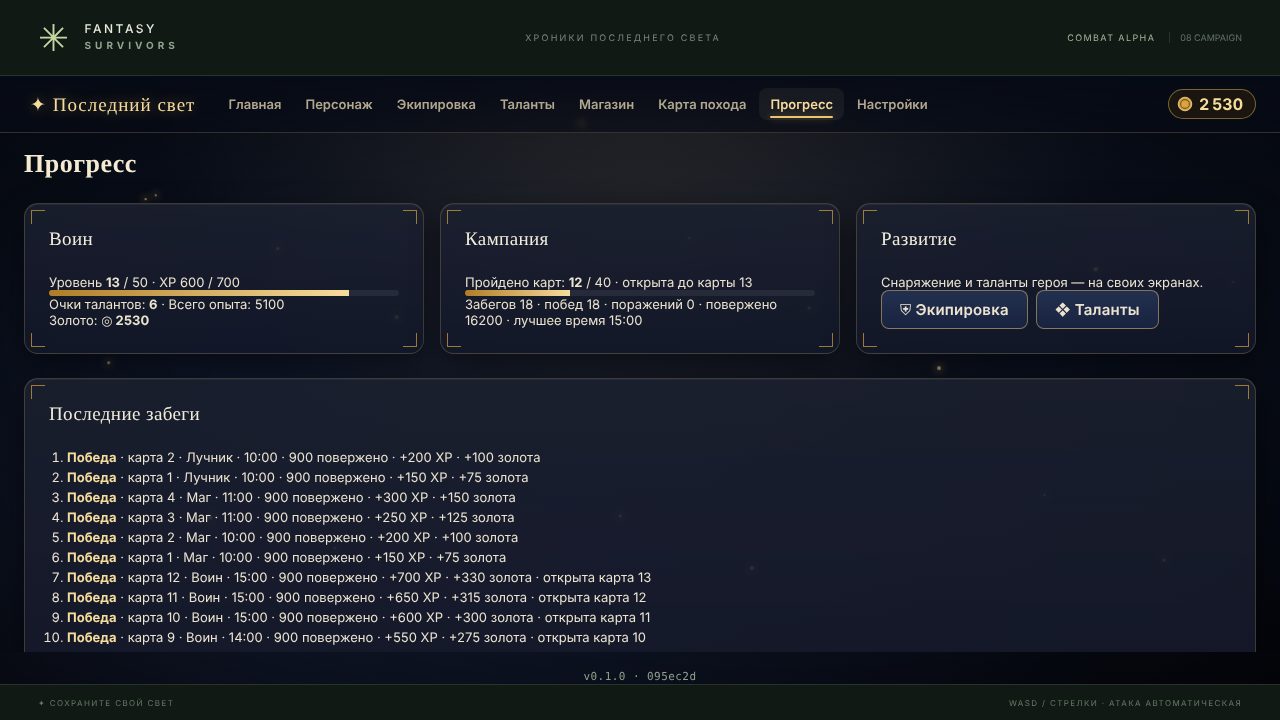 FANTASY
SURVIVORS
ХРОНИКИ ПОСЛЕДНЕГО СВЕТА
COMBAT ALPHA
08 CAMPAIGN
✦ Последний свет
Главная
Персонаж
Экипировка
Таланты
Магазин
Карта похода
Прогресс
Настройки
2 530
Прогресс
Воин
Уровень 13 / 50 · XP 600 / 700
Очки талантов: 6 · Всего опыта: 5100
Золото: ◎ 2530
Кампания
Пройдено карт: 12 / 40 · открыта до карты 13
Забегов 18 · побед 18 · поражений 0 · повержено
16200 · лучшее время 15:00
Развитие
Снаряжение и таланты героя — на своих экранах.
⛨ Экипировка
❖ Таланты
Последние забеги
1. Победа · карта 2 · Лучник · 10:00 · 900 повержено · +200 XP · +100 золота
2. Победа · карта 1 · Лучник · 10:00 · 900 повержено · +150 XP · +75 золота
3. Победа · карта 4 · Маг · 11:00 · 900 повержено · +300 XP · +150 золота
4. Победа · карта 3 · Маг · 11:00 · 900 повержено · +250 XP · +125 золота
5. Победа · карта 2 · Маг · 10:00 · 900 повержено · +200 XP · +100 золота
6. Победа · карта 1 · Маг · 10:00 · 900 повержено · +150 XP · +75 золота
7. Победа · карта 12 · Воин · 15:00 · 900 повержено · +700 XP · +330 золота · открыта карта 13
8. Победа · карта 11 · Воин · 15:00 · 900 повержено · +650 XP · +315 золота · открыта карта 12
9. Победа · карта 10 · Воин · 15:00 · 900 повержено · +600 XP · +300 золота · открыта карта 11
10. Победа · карта 9 · Воин · 14:00 · 900 повержено · +550 XP · +275 золота · открыта карта 10
v0.1.0 · 095ec2d
✦ СОХРАНИТЕ СВОЙ СВЕТ
WASD / СТРЕЛКИ · АТАКА АВТОМАТИЧЕСКАЯ